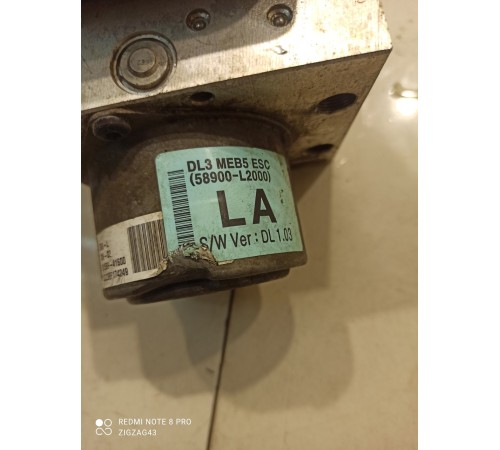 DL3 MEB5 ESC
(58900-L2000)
LA
S/W Ver : DL 1.03
REDMI NOTE 8 PRO
ZIGZAG43